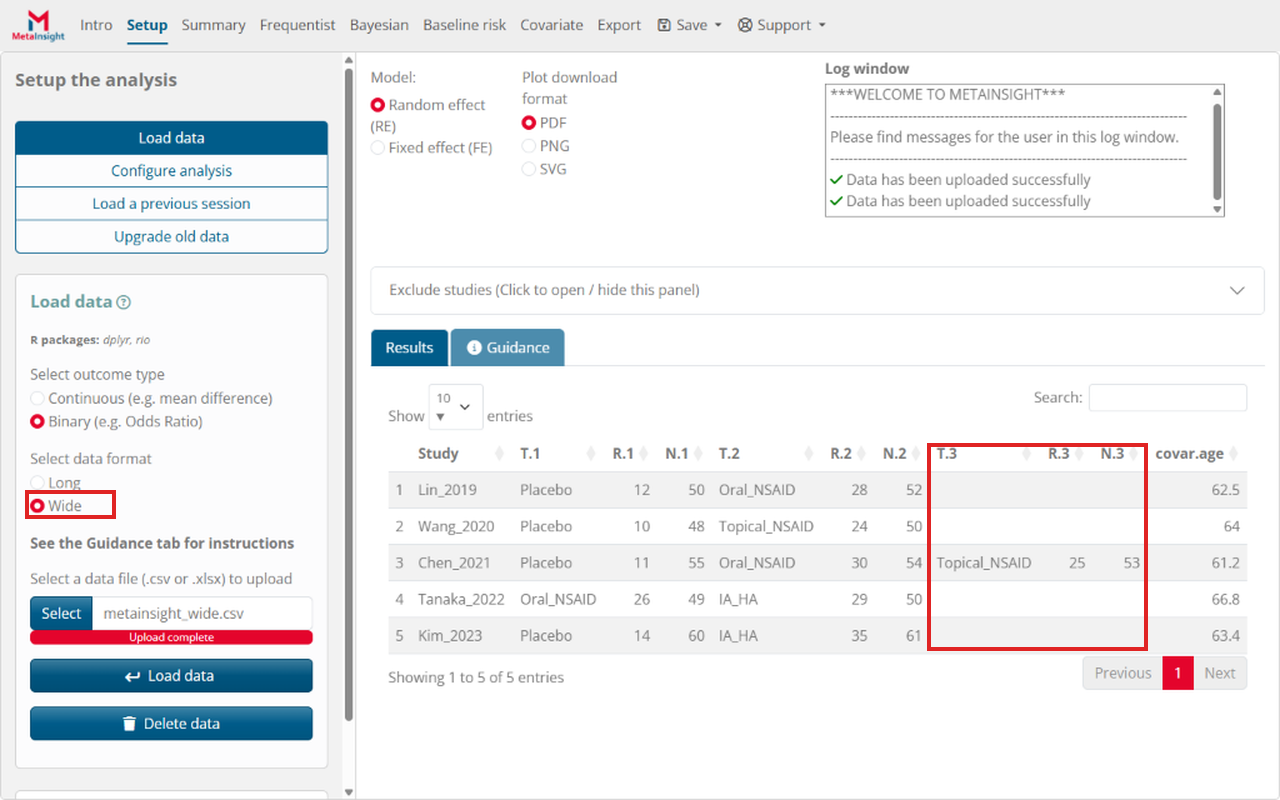 MetaInsight
Intro Setup Summary Frequentist Bayesian Baseline risk Covariate Export Save Support
Setup the analysis
Load data
Configure analysis
Load a previous session
Upgrade old data
Load data
R packages: dplyr, rio
Select outcome type
Continuous (e.g. mean difference)
Binary (e.g. Odds Ratio)
Select data format
Long
Wide
See the Guidance tab for instructions
Select a data file (.csv or .xlsx) to upload
Select metainsight_wide.csv
Upload complete
Load data
Delete data
Model:
Random effect
(RE)
Fixed effect (FE)
Plot download
format
PDF
PNG
SVG
Log window
***WELCOME TO METAINSIGHT***
Please find messages for the user in this log window.
Data has been uploaded successfully
Data has been uploaded successfully
Exclude studies (Click to open / hide this panel)
Results Guidance
Show 10 entries
Search:
Study T.1 R.1 N.1 T.2 R.2 N.2 T.3 R.3 N.3 covar.age
1 Lin_2019 Placebo 12 50 Oral_NSAID 28 52 62.5
2 Wang_2020 Placebo 10 48 Topical_NSAID 24 50 64
3 Chen_2021 Placebo 11 55 Oral_NSAID 30 54 Topical_NSAID 25 53 61.2
4 Tanaka_2022 Oral_NSAID 26 49 IA_HA 29 50 66.8
5 Kim_2023 Placebo 14 60 IA_HA 35 61 63.4
Showing 1 to 5 of 5 entries
Previous 1 Next